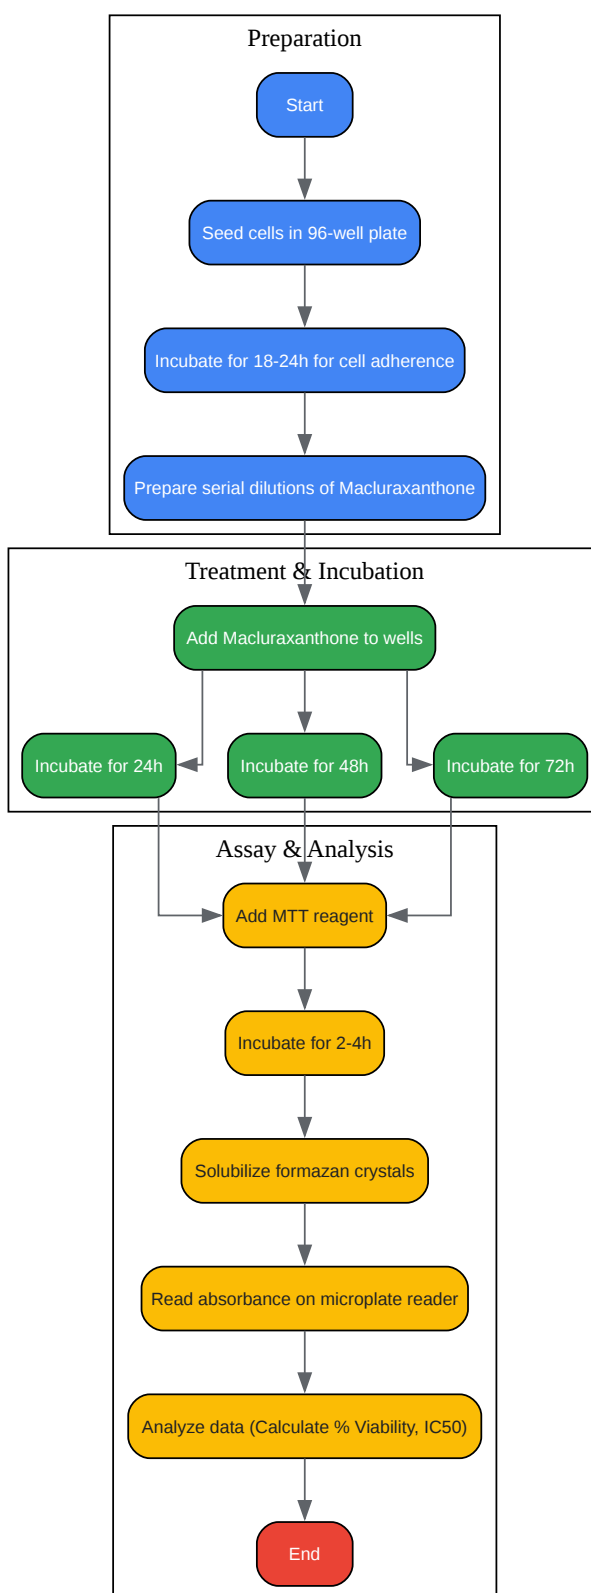 Preparation
Start
Seed cells in 96-well plate
Incubate for 18-24h for cell adherence
Prepare serial dilutions of Macluraxanthone
Treatment & Incubation
Add Macluraxanthone to wells
Incubate for 24h
Incubate for 48h
Incubate for 72h
Assay & Analysis
Add MTT reagent
Incubate for 2-4h
Solubilize formazan crystals
Read absorbance on microplate reader
Analyze data (Calculate % Viability, IC50)
End